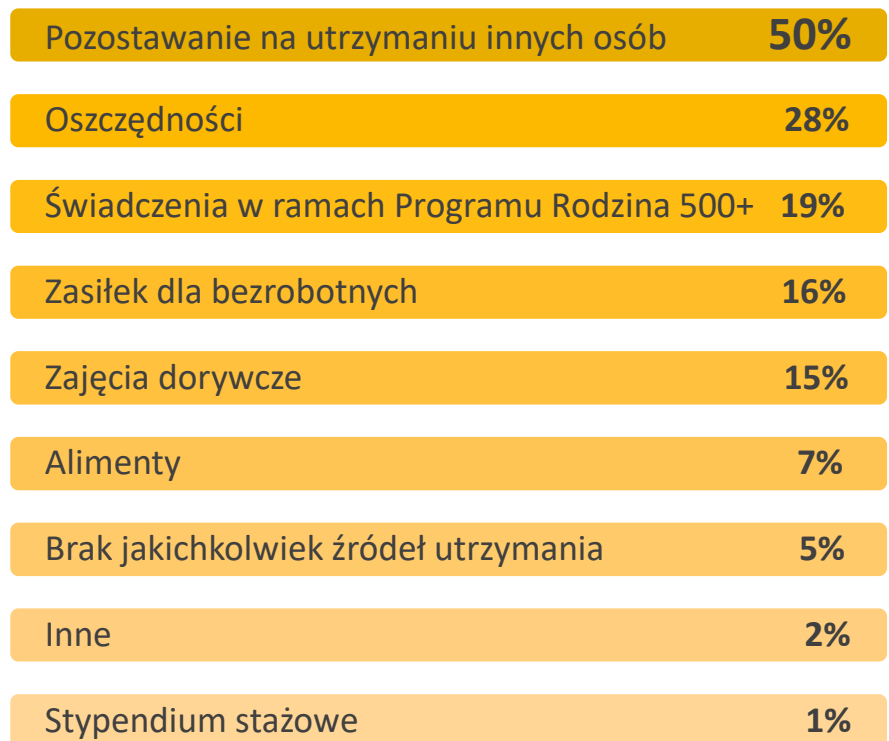 Pozostawanie na utrzymaniu innych osób 50%
Oszczędności 28%
Świadczenia w ramach Programu Rodzina 500+ 19%
Zasiłek dla bezrobotnych 16%
Zajęcia dorywcze 15%
Alimenty 7%
Brak jakichkolwiek źródeł utrzymania 5%
Inne 2%
Stypendium stażowe 1%